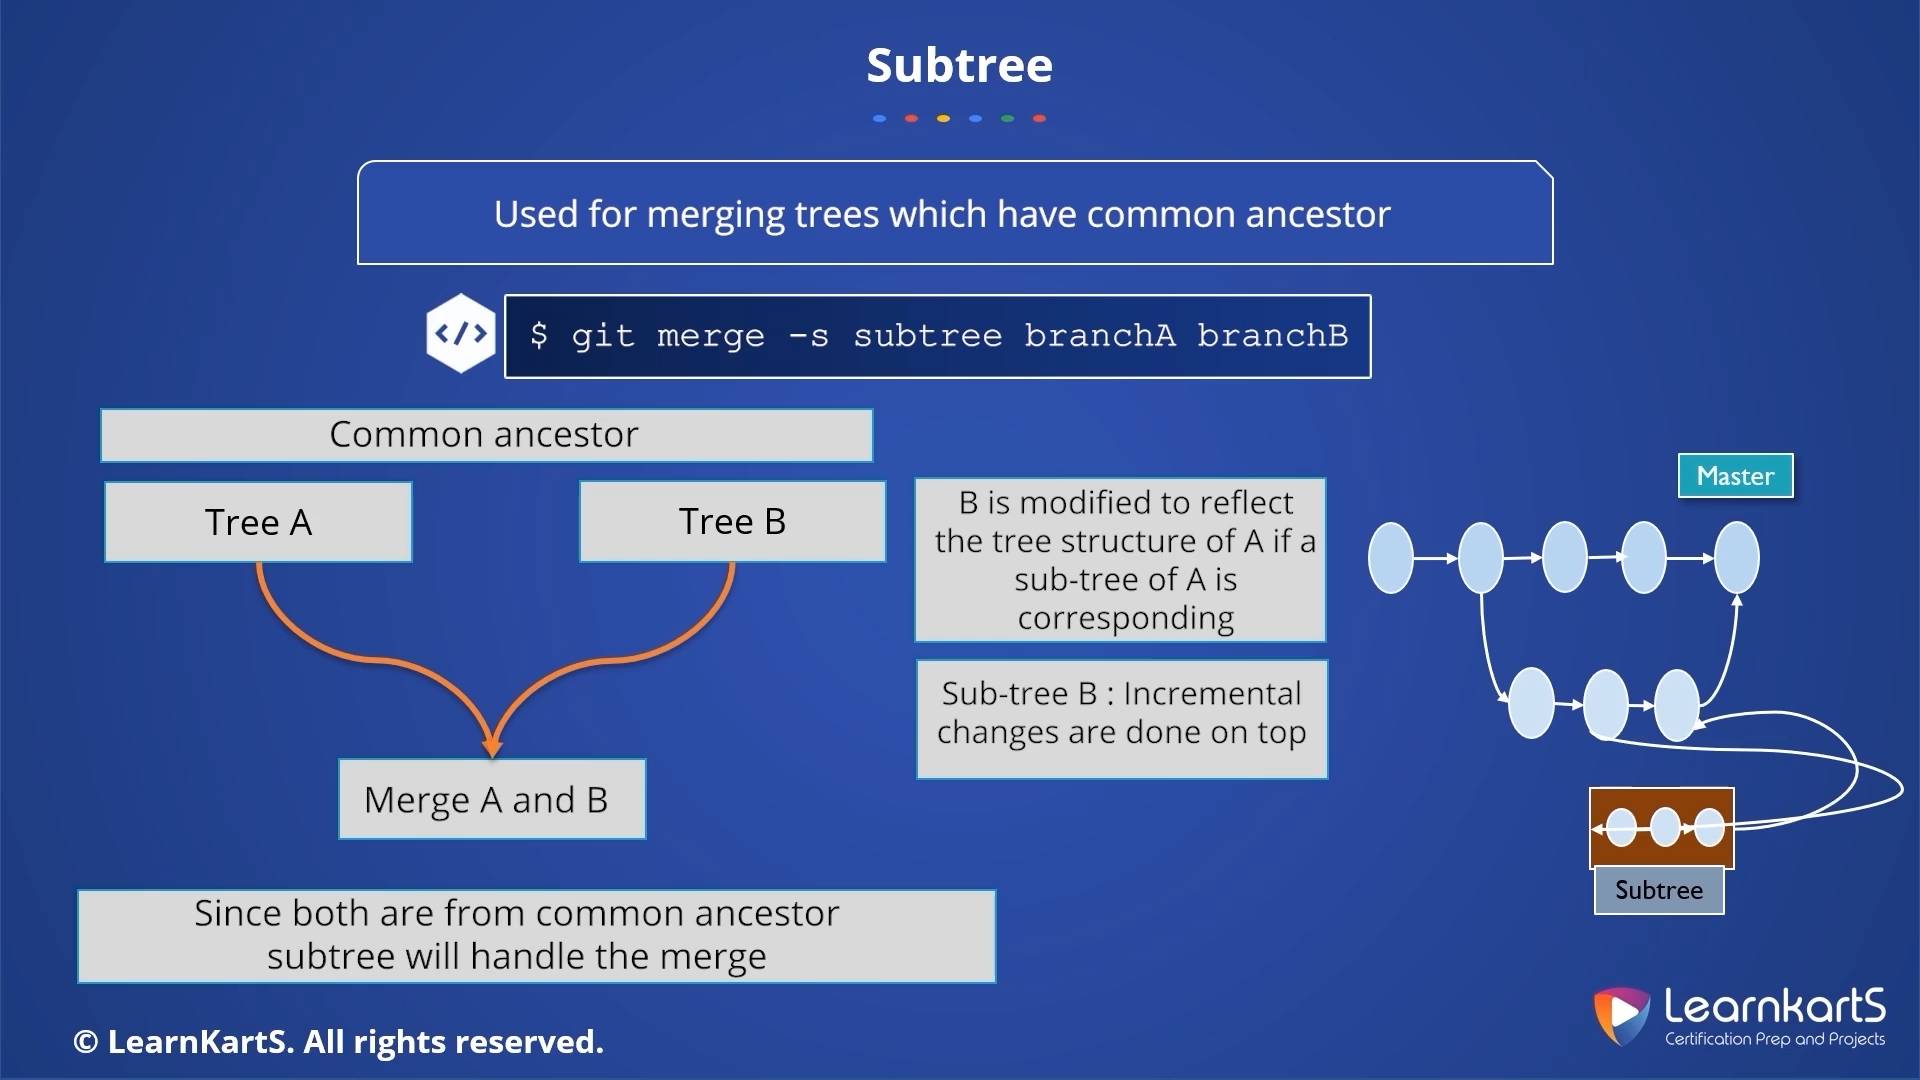 Subtree
Used for merging trees which have common ancestor
</>
$ git merge -s subtree branchA branchB
Common ancestor
Tree A
Tree B
Merge A and B
B is modified to reflect
the tree structure of A if a
sub-tree of A is
corresponding
Sub-tree B : Incremental
changes are done on top
Master
Subtree
Since both are from common ancestor
subtree will handle the merge
© LearnKartS. All rights reserved.
LearnkartS
Certification Prep and Projects